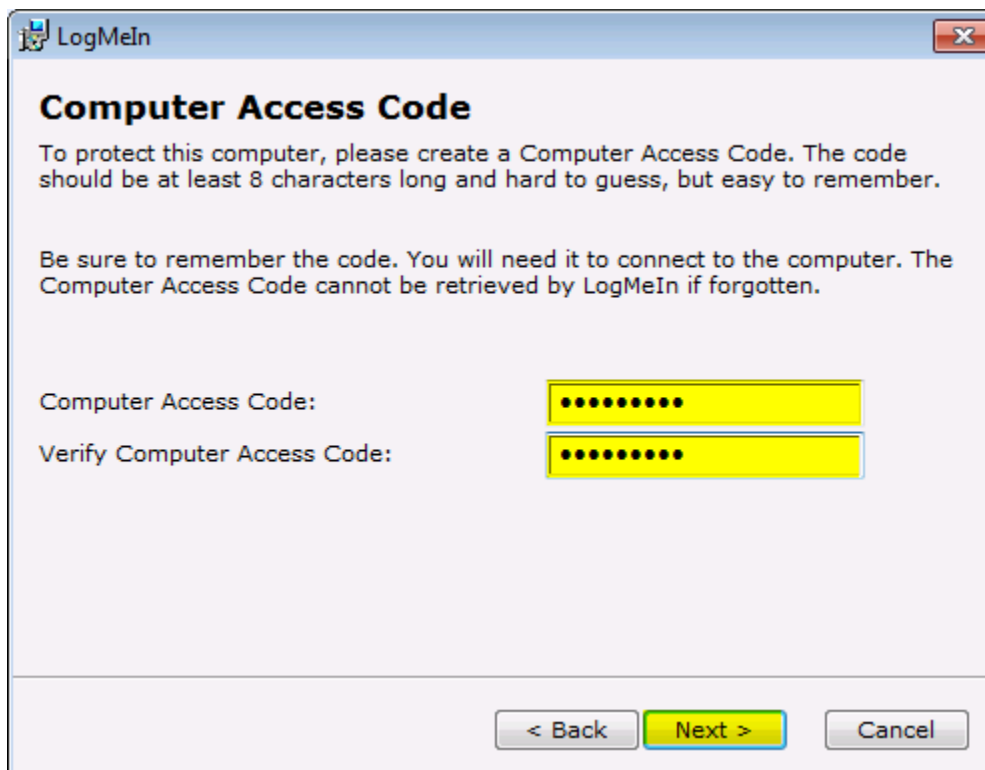 LogMeIn
Computer Access Code
To protect this computer, please create a Computer Access Code. The code
should be at least 8 characters long and hard to guess, but easy to remember.
Be sure to remember the code. You will need it to connect to the computer. The
Computer Access Code cannot be retrieved by LogMeIn if forgotten.
Computer Access Code: •••••••••
Verify Computer Access Code: •••••••••
< Back Next > Cancel